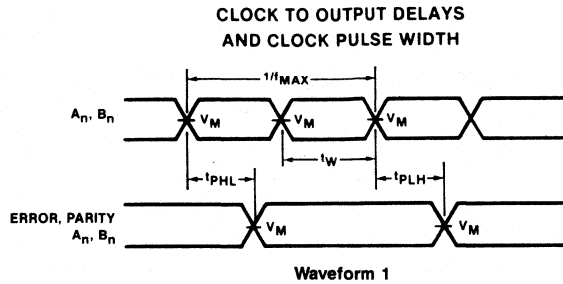 CLOCK TO OUTPUT DELAYS
AND CLOCK PULSE WIDTH
1/fMAX
An, Bn
VM
VM
VM
tW
tPHL
tPLH
ERROR, PARITY
An, Bn
VM
VM
Waveform 1